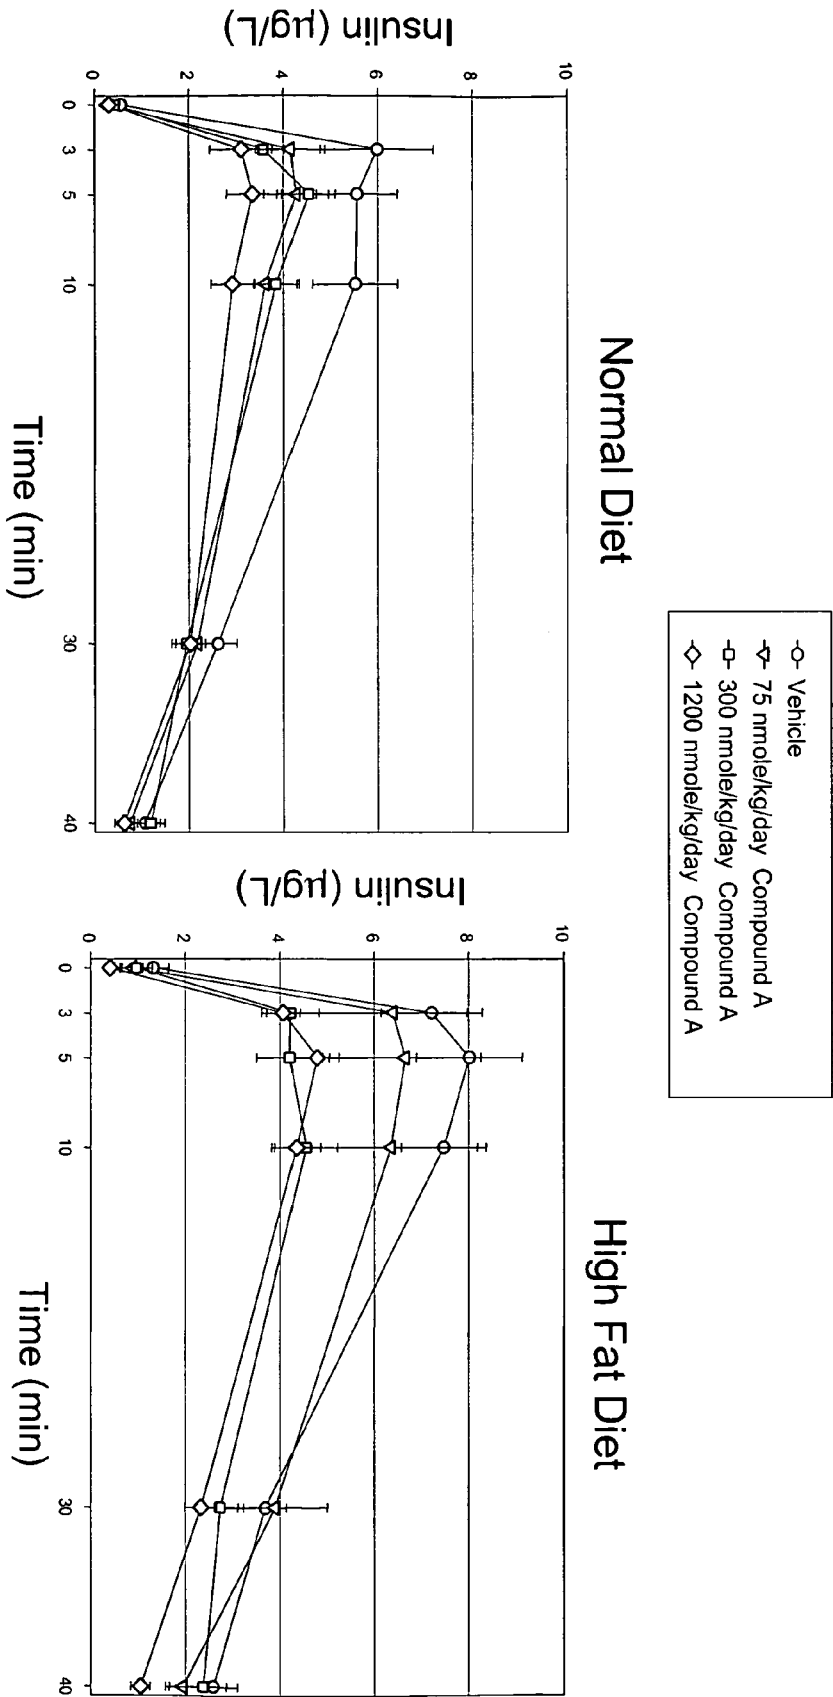 Vehicle
75 nmole/kg/day Compound A
300 nmole/kg/day Compound A
1200 nmole/kg/day Compound A
Normal Diet
Insulin (µg/L)
10
8
6
4
2
0
0
3
5
10
30
40
Time (min)
High Fat Diet
Insulin (µg/L)
10
8
6
4
2
0
0
3
5
10
30
40
Time (min)